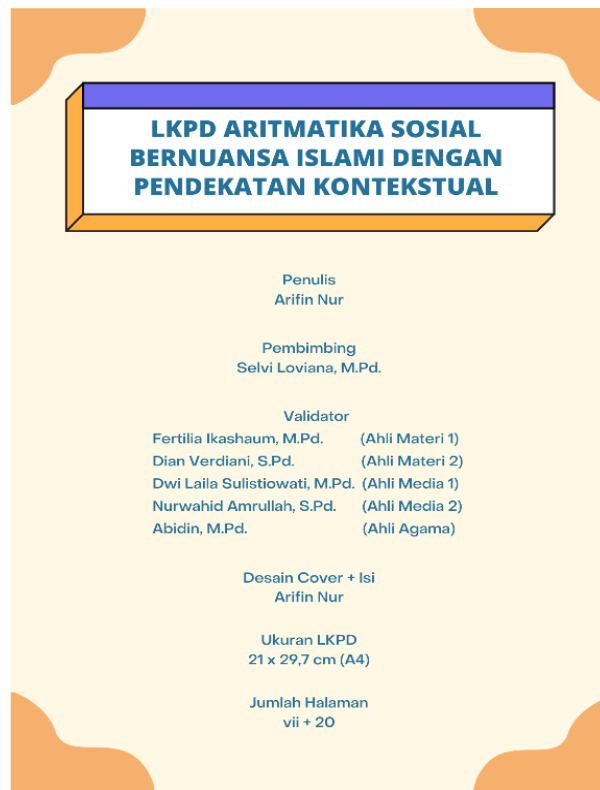 LKPD ARITMATIKA SOSIAL
BERNUANSA ISLAMI DENGAN
PENDEKATAN KONTEKSTUAL
Penulis
Arifin Nur
Pembimbing
Selvi Loviana, M.Pd.
Validator
Fertilia Ikashaum, M.Pd. (Ahli Materi 1)
Dian Verdiani, S.Pd. (Ahli Materi 2)
Dwi Laila Sulistiowati, M.Pd. (Ahli Media 1)
Nurwahid Amrullah, S.Pd. (Ahli Media 2)
Abidin, M.Pd. (Ahli Agama)
Desain Cover + Isi
Arifin Nur
Ukuran LKPD
21 x 29,7 cm (A4)
Jumlah Halaman
vii + 20